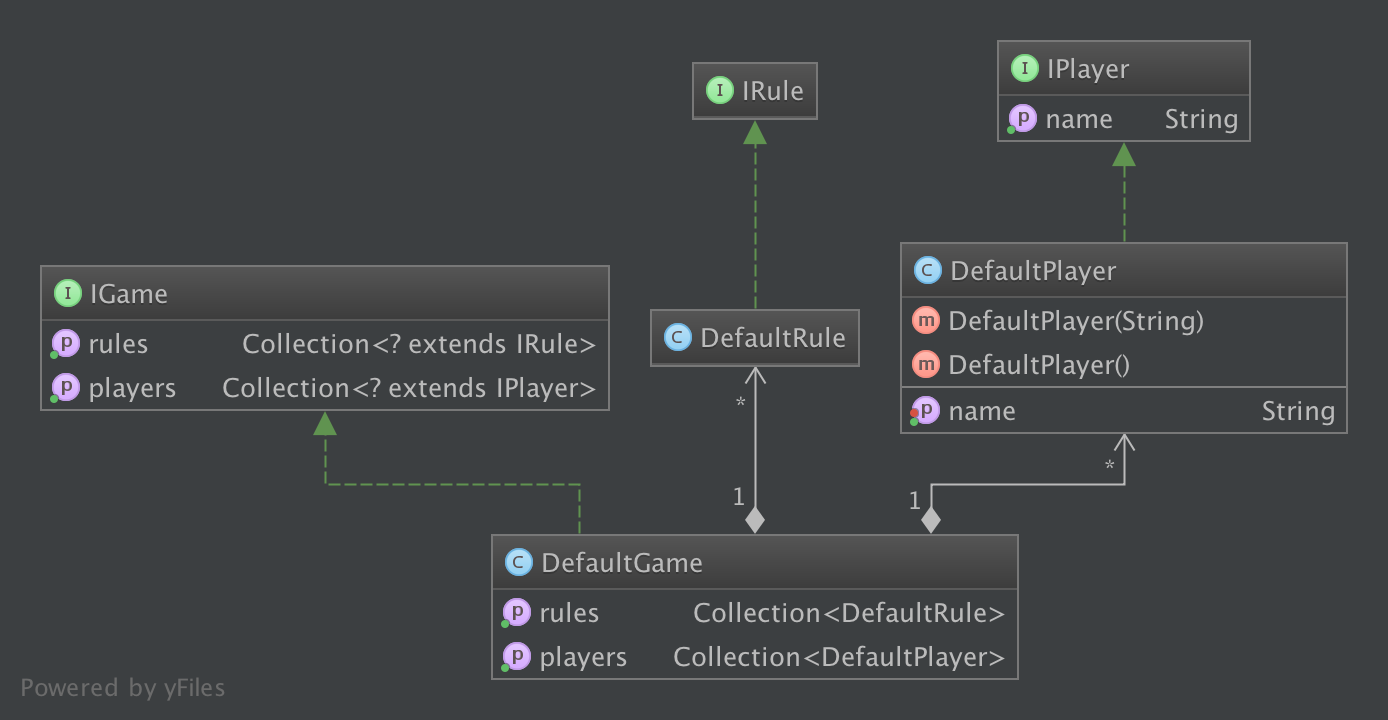 I IRule
I IPlayer
p name String
I IGame
p rules Collection<? extends IRule>
p players Collection<? extends IPlayer>
C DefaultRule
C DefaultPlayer
m DefaultPlayer(String)
m DefaultPlayer()
p name String
*
*
1
1
C DefaultGame
p rules Collection<DefaultRule>
p players Collection<DefaultPlayer>
Powered by yFiles